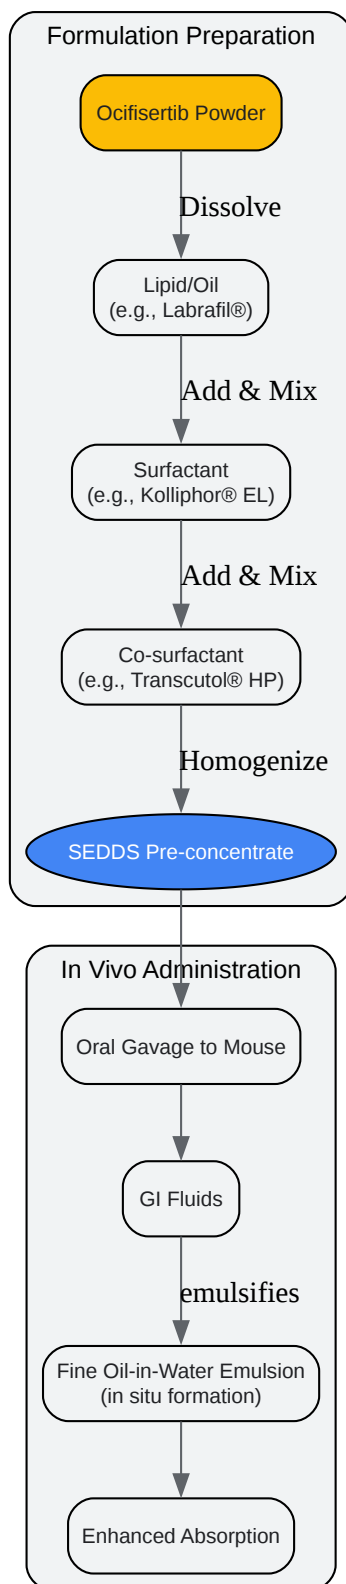 Formulation Preparation
Ocifisertib Powder
Dissolve
Lipid/Oil
(e.g., Labrafil®)
Add & Mix
Surfactant
(e.g., Kolliphor® EL)
Add & Mix
Co-surfactant
(e.g., Transcutol® HP)
Homogenize
SEDDS Pre-concentrate
In Vivo Administration
Oral Gavage to Mouse
GI Fluids
emulsifies
Fine Oil-in-Water Emulsion
(in situ formation)
Enhanced Absorption